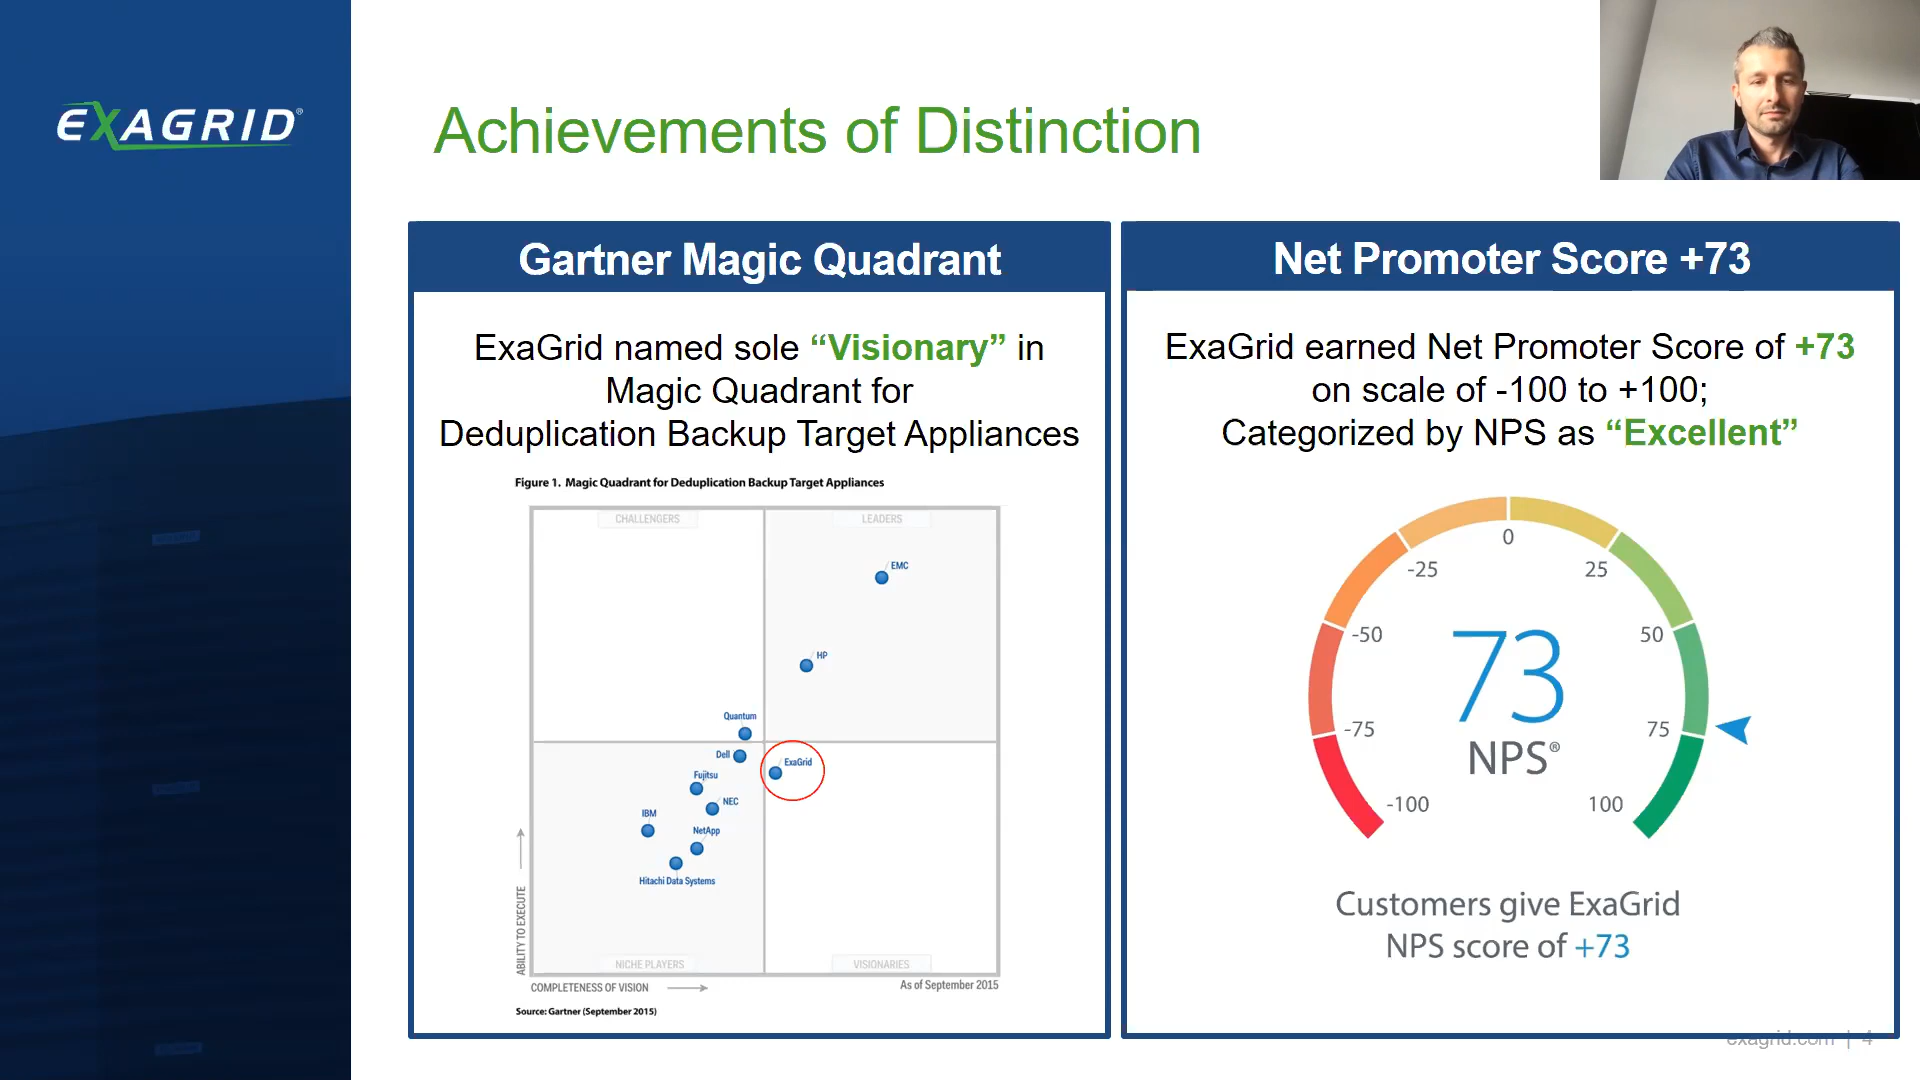 EXAGRID®
Achievements of Distinction
Gartner Magic Quadrant
ExaGrid named sole “Visionary” in
Magic Quadrant for
Deduplication Backup Target Appliances
Figure 1. Magic Quadrant for Deduplication Backup Target Appliances
CHALLENGERS
LEADERS
EMC
HP
Quantum
Dell
ExaGrid
Fujitsu
NEC
IBM
NetApp
Hitachi Data Systems
ABILITY TO EXECUTE
NICHE PLAYERS
VISIONARIES
COMPLETENESS OF VISION
As of September 2015
Source: Gartner (September 2015)
Net Promoter Score +73
ExaGrid earned Net Promoter Score of +73
on scale of -100 to +100;
Categorized by NPS as “Excellent”
0
-25
25
-50
50
73
-75
75
NPS®
-100
100
Customers give ExaGrid
NPS score of +73
exagrid.com | 4